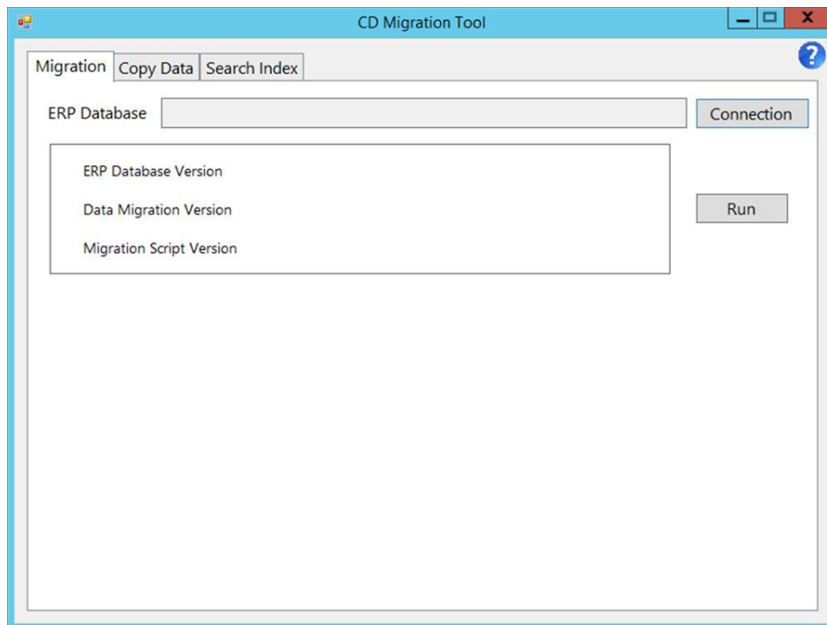 CD Migration Tool
?
Migration Copy Data Search Index
ERP Database Connection
ERP Database Version
Data Migration Version
Run
Migration Script Version